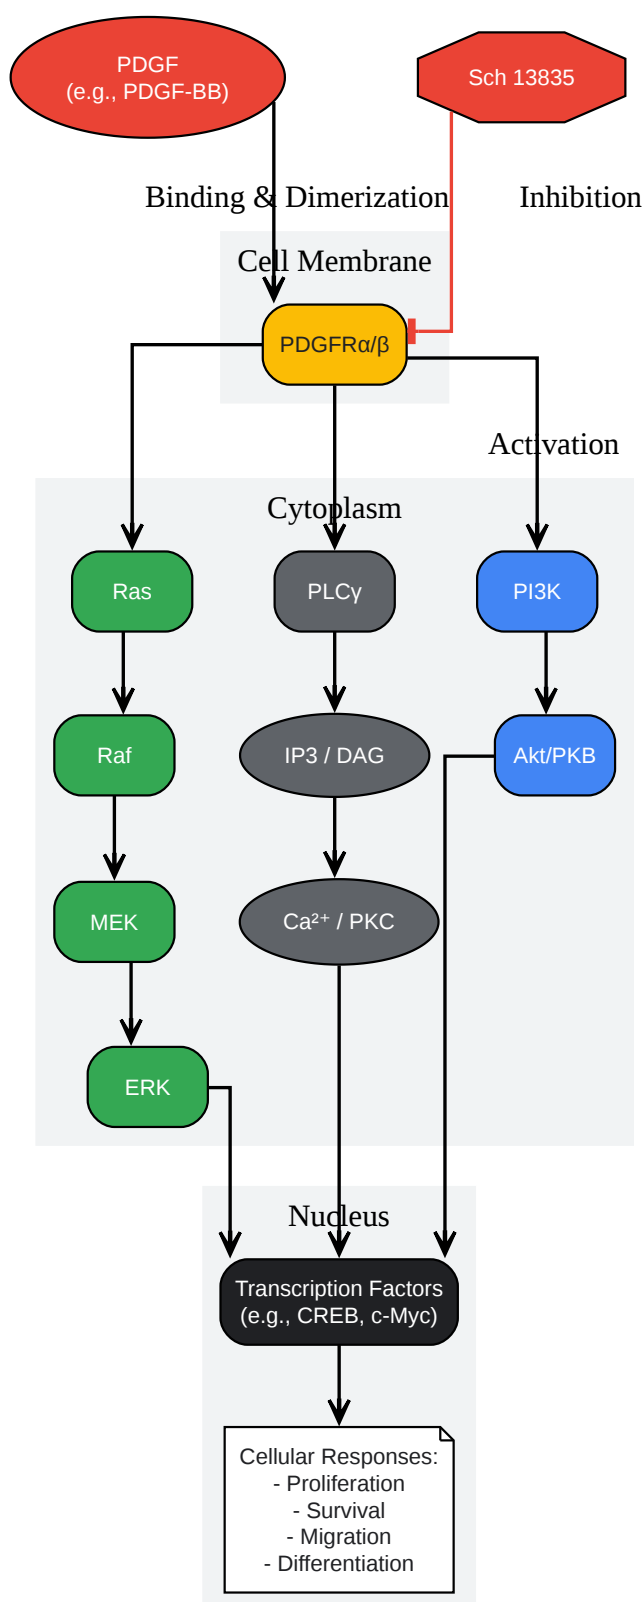 PDGF
(e.g., PDGF-BB)
Sch 13835
Binding & Dimerization
Inhibition
Cell Membrane
PDGFRα/β
Activation
Cytoplasm
Ras
PLCγ
PI3K
Raf
IP3 / DAG
Akt/PKB
MEK
Ca²⁺ / PKC
ERK
Nucleus
Transcription Factors
(e.g., CREB, c-Myc)
Cellular Responses:
- Proliferation
- Survival
- Migration
- Differentiation